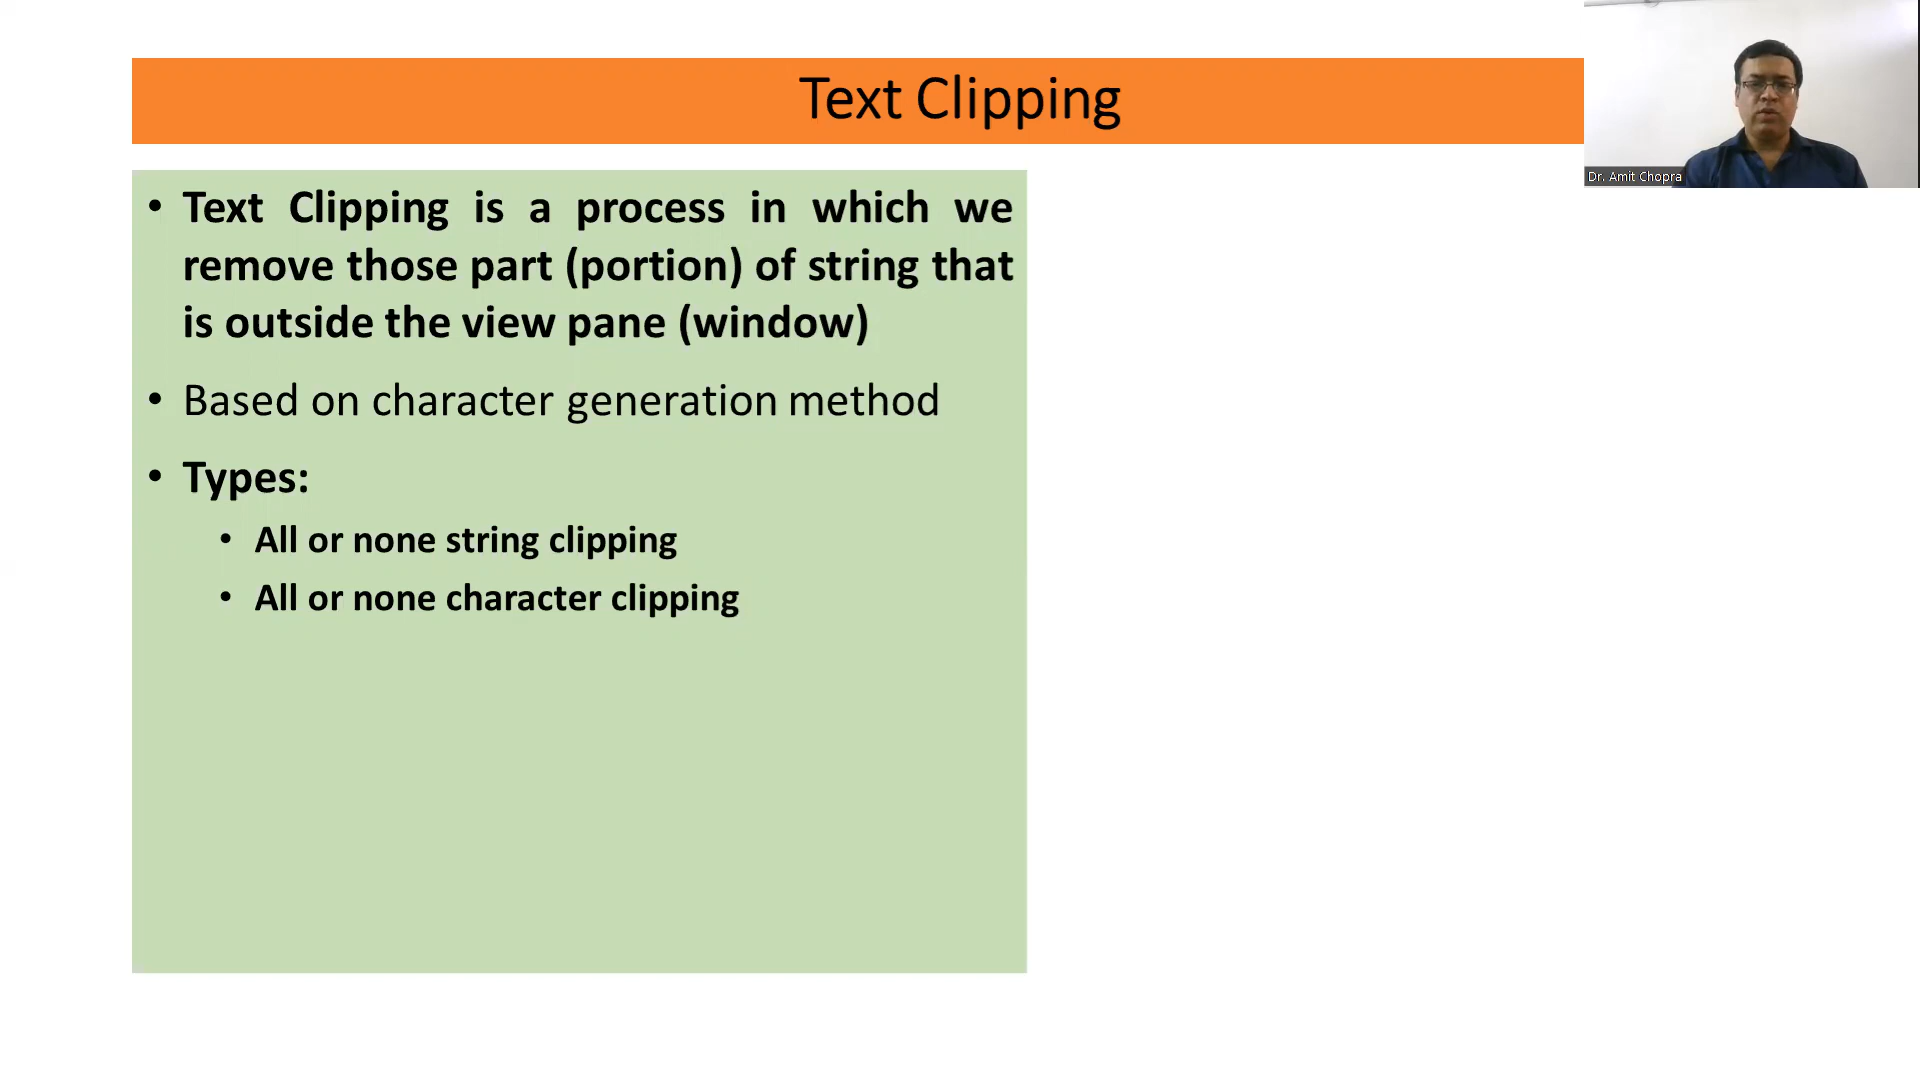 Text Clipping
Dr. Amit Chopra
• Text Clipping is a process in which we
remove those part (portion) of string that
is outside the view pane (window)
• Based on character generation method
• Types:
• All or none string clipping
• All or none character clipping